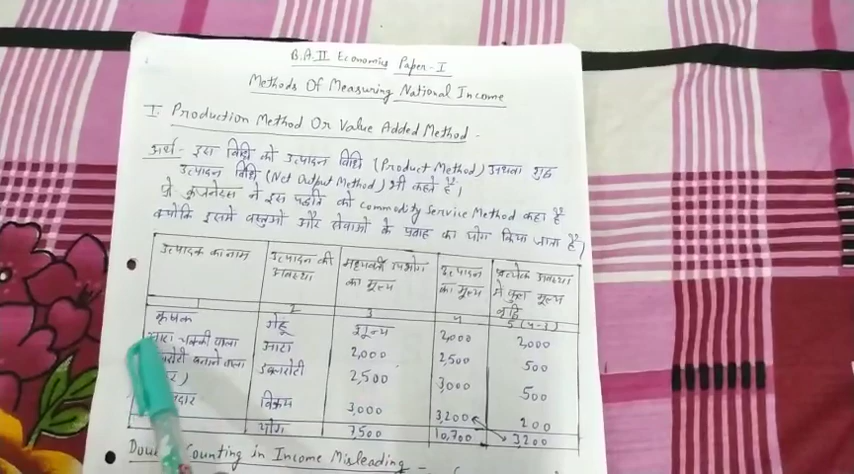 B.A.II Economics Paper-I
Methods Of Measuring National Income
I. Production Method Or Value Added Method -
अर्थ - इस विधि को उत्पादन विधि (Product Method) अथवा शुद्ध
उत्पादन विधि (Net Output Method) भी कहते हैं।
प्रो कुजनेट्स ने इस पद्धति को Commodity Service Method कहा है
क्योंकि इसमें वस्तुओं और सेवाओं के प्रवाह का योग किया जाता है।
उत्पादक का नाम उत्पादन की अवस्था मध्यवर्ती उपभोग का मूल्य उत्पादन का मूल्य प्रत्येक अवस्था में कुल मूल्य वृद्धि
1 2 3 4 5 (4-3)
कृषक गेहूं शून्य 2,000 2,000
चक्की वाला आटा 2,000 2,500 500
बनाने वाला डबलरोटी 2,500 3,000 500
विक्रय 3,000 3,200 200
योग 7,500 10,700 3,200
Counting in Income Misleading -